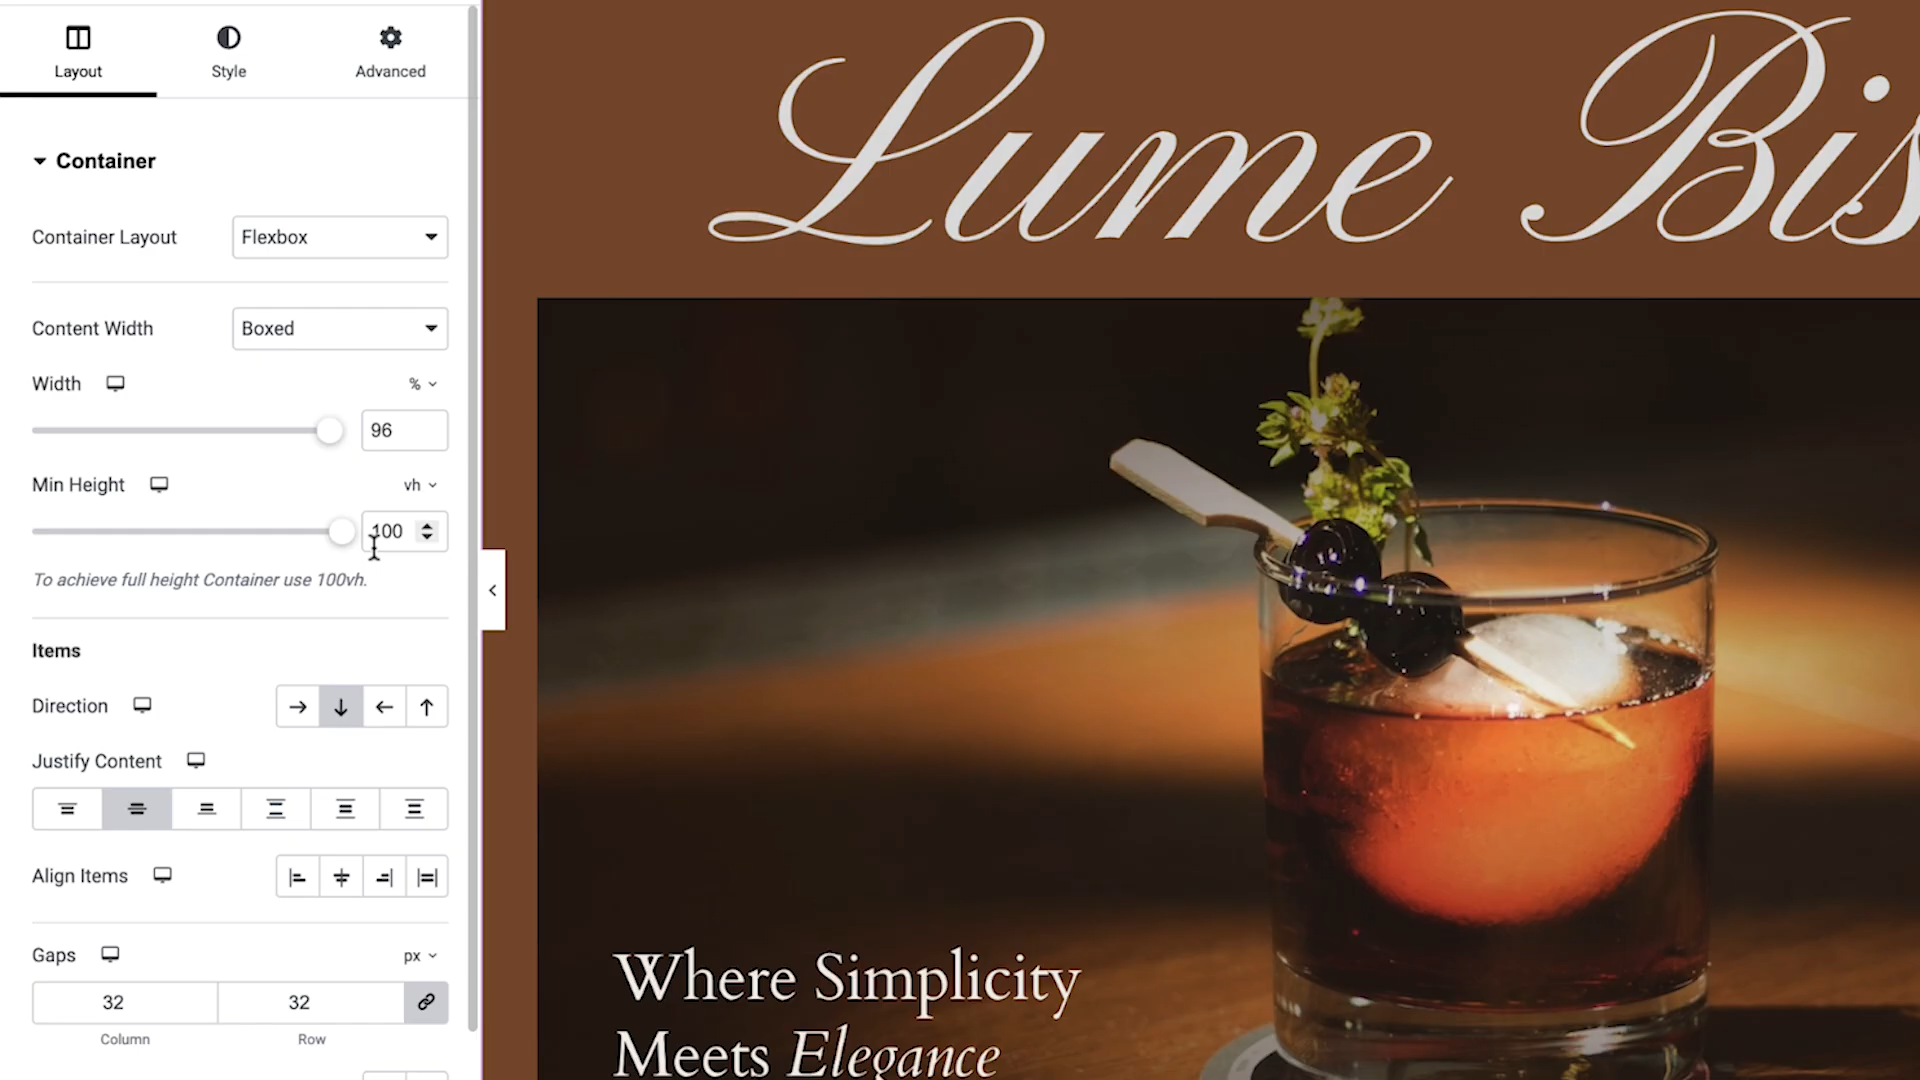 Layout
Style
Advanced
Container
Container Layout
Flexbox
Content Width
Boxed
Width
%
96
Min Height
vh
100
To achieve full height Container use 100vh.
Items
Direction
Justify Content
Align Items
Gaps
px
32
32
Column
Row
Lume Bis
Where Simplicity
Meets Elegance